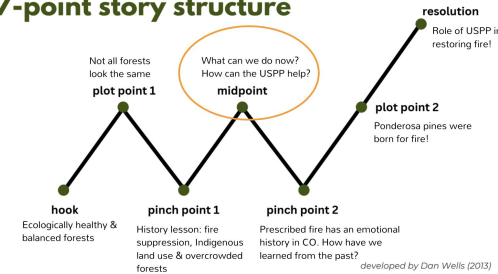 7-point story structure
resolution
Role of USPP in
restoring fire!
Not all forests
look the same
plot point 1
What can we do now?
How can the USPP help?
midpoint
plot point 2
Ponderosa pines were
born for fire!
hook
Ecologically healthy &
balanced forests
pinch point 1
History lesson: fire
suppression, Indigenous
land use & overcrowded
forests
pinch point 2
Prescribed fire has an emotional
history in CO. How have we
learned from the past?
developed by Dan Wells (2013)